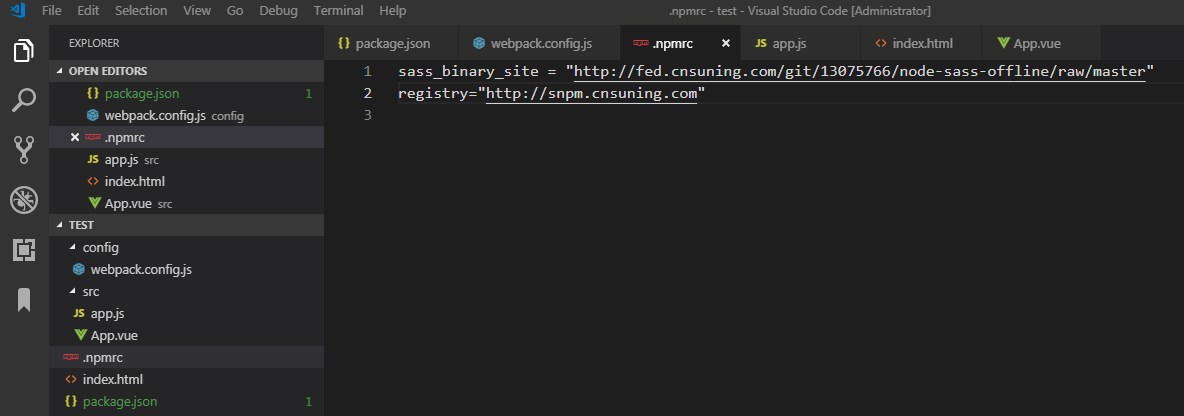 File Edit Selection View Go Debug Terminal Help .npmrc - test - Visual Studio Code [Administrator]
EXPLORER
package.json webpack.config.js .npmrc app.js index.html App.vue
OPEN EDITORS
package.json 1
webpack.config.js config
.npmrc
JS app.js src
index.html
App.vue src
TEST
config
webpack.config.js
src
JS app.js
App.vue
.npmrc
index.html
package.json 1
1 sass_binary_site = "http://fed.cnsuning.com/git/13075766/node-sass-offline/raw/master"
2 registry="http://snpm.cnsuning.com"
3